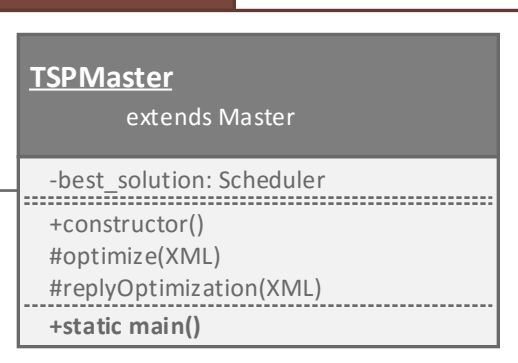 TSPMaster
extends Master
-best_solution: Scheduler
+constructor()
#optimize(XML)
#replyOptimization(XML)
+static main()